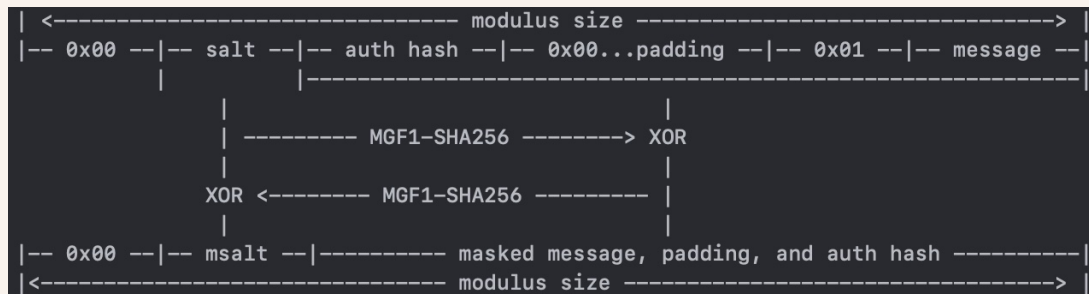 | <------------------------------ modulus size -------------------------------> |
|-- 0x00 --|-- salt --|-- auth hash --|-- 0x00...padding --|-- 0x01 --|-- message --|
| |---------------------------------------------------------|
| |
| --------- MGF1-SHA256 --------> XOR
| |
XOR <-------- MGF1-SHA256 --------- |
| |
|-- 0x00 --|-- msalt --|---------- masked message, padding, and auth hash ----------|
|<------------------------------- modulus size --------------------------------> |